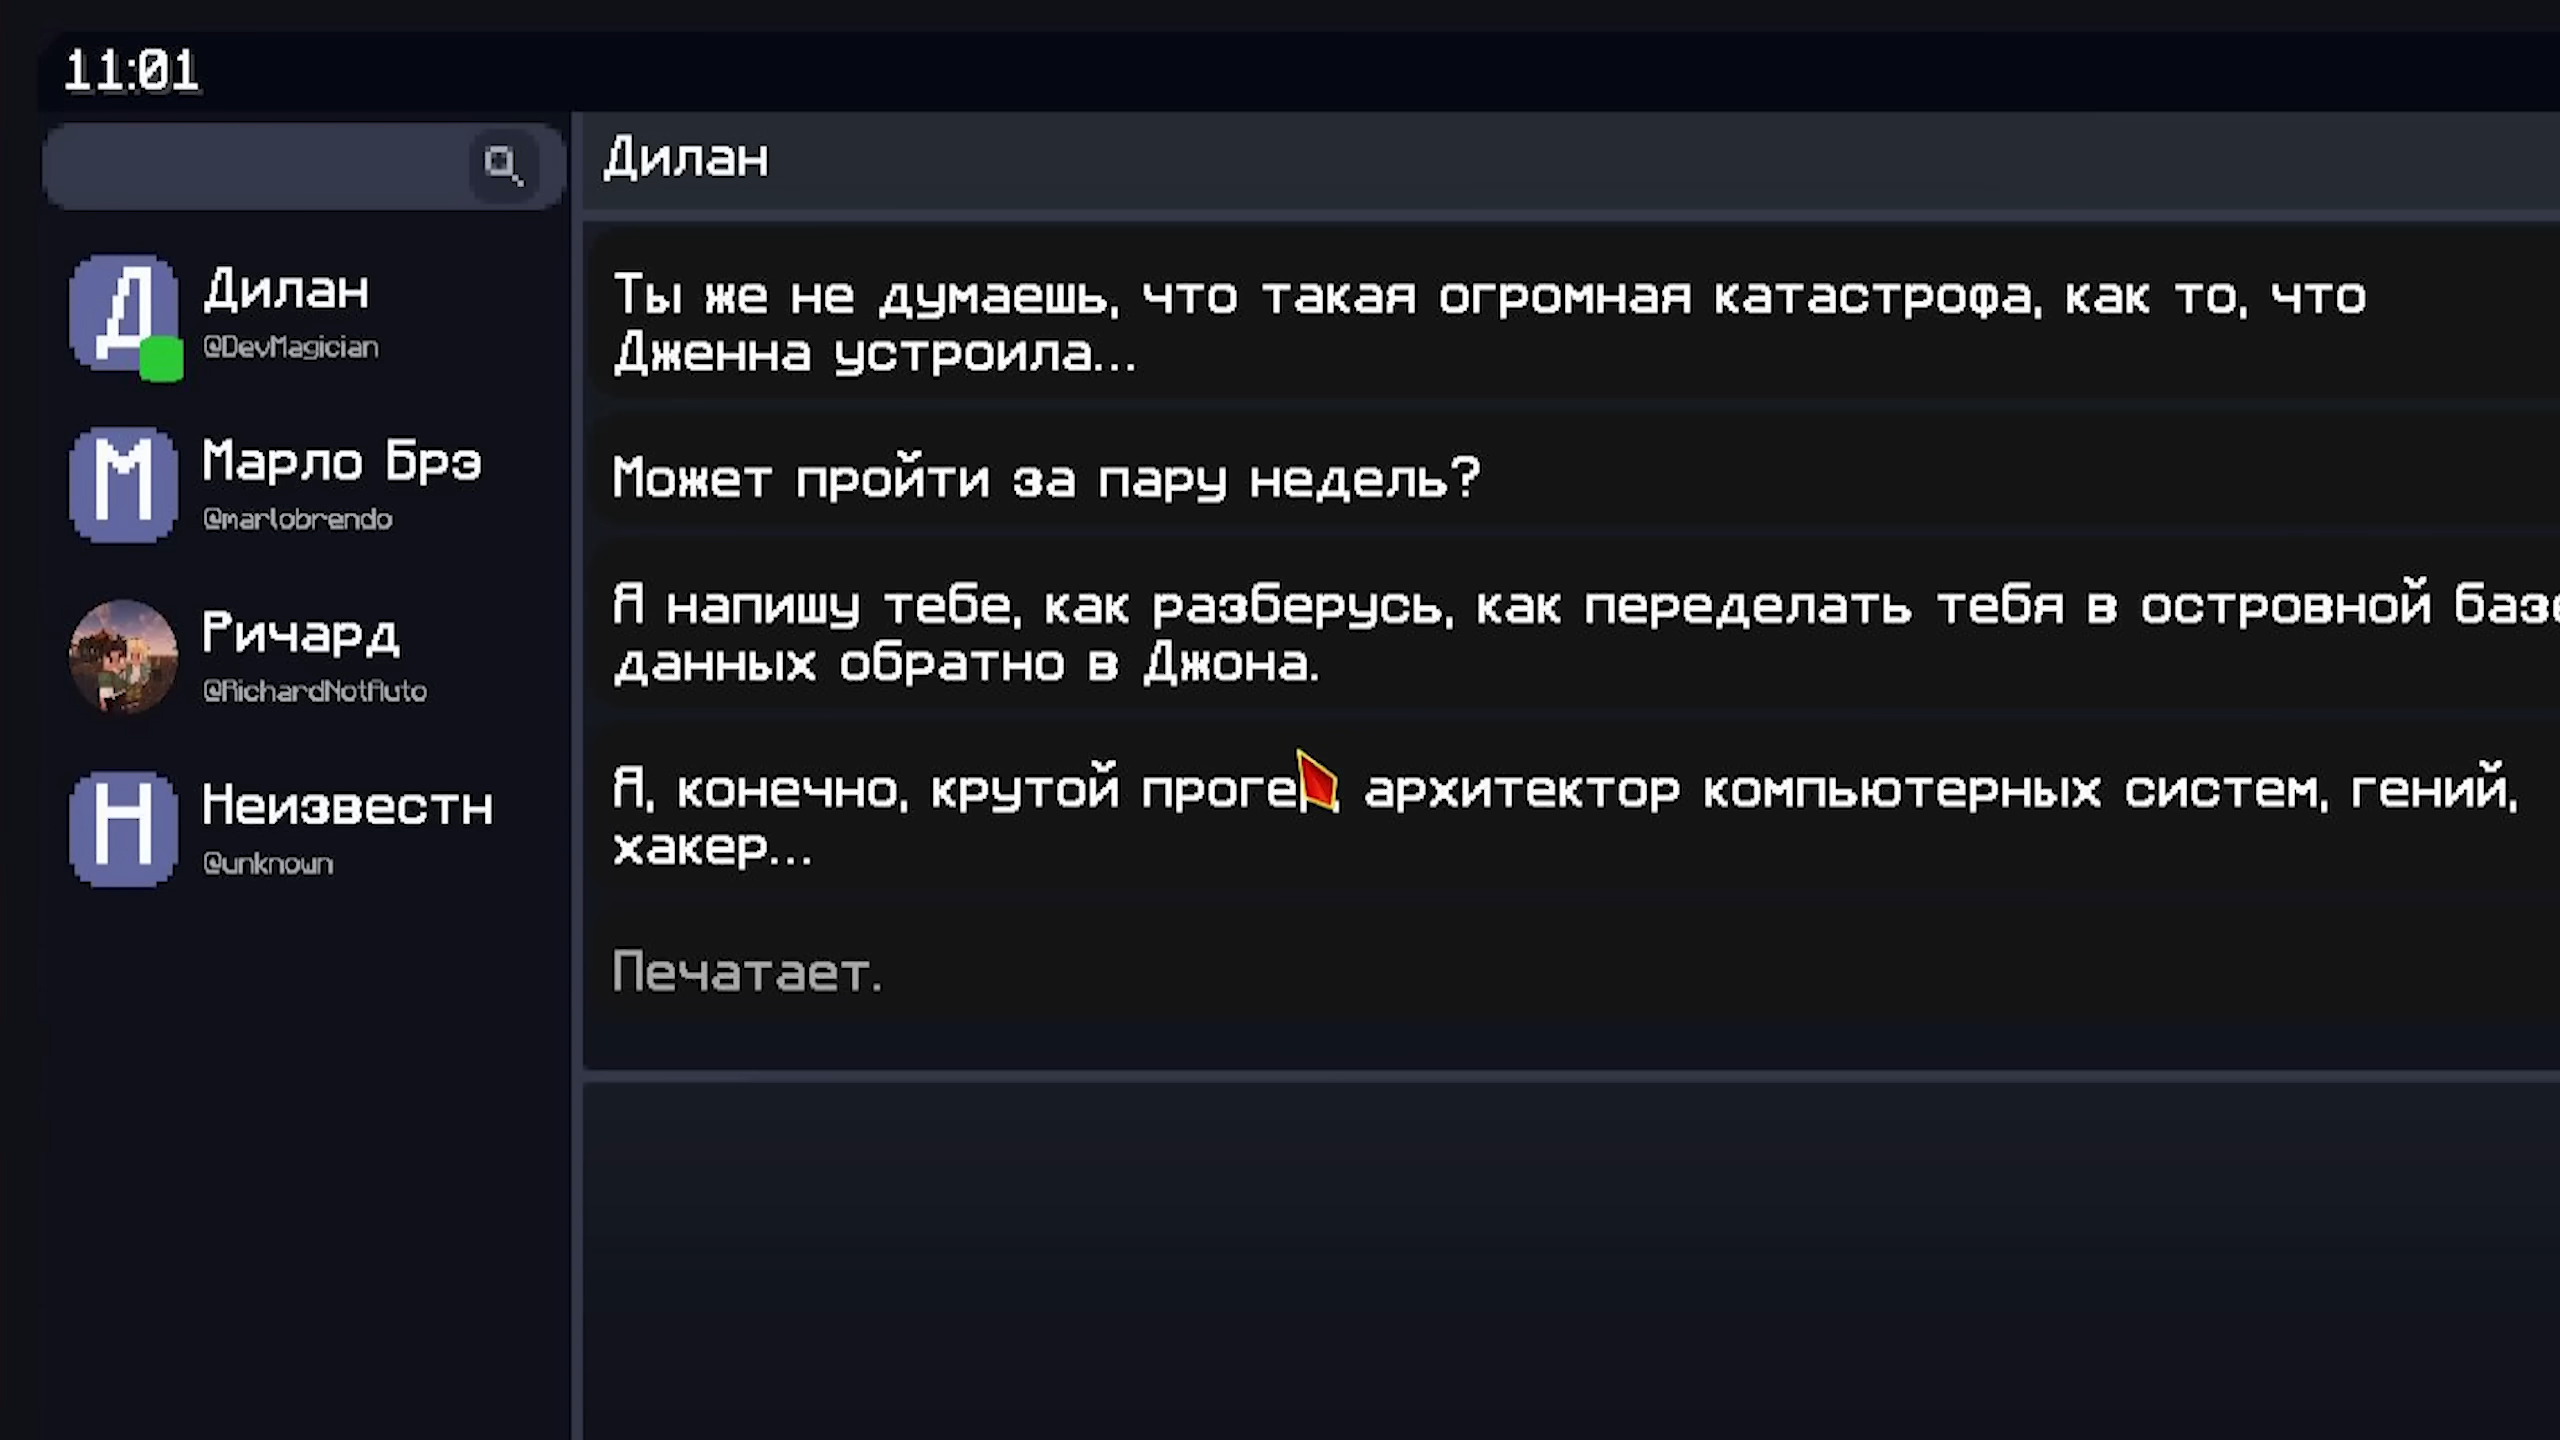 11:01
Дилан
@DevMagician
Марло Брэ
@marlobrendo
Ричард
@RichardNotAuto
Неизвестн
@unknown
Дилан
Ты же не думаешь, что такая огромная катастрофа, как то, что
Дженна устроила...
Может пройти за пару недель?
Я напишу тебе, как разберусь, как переделать тебя в островной
данных обратно в Джона.
Я, конечно, крутой архитектор компьютерных систем, гений,
хакер...
Печатает.